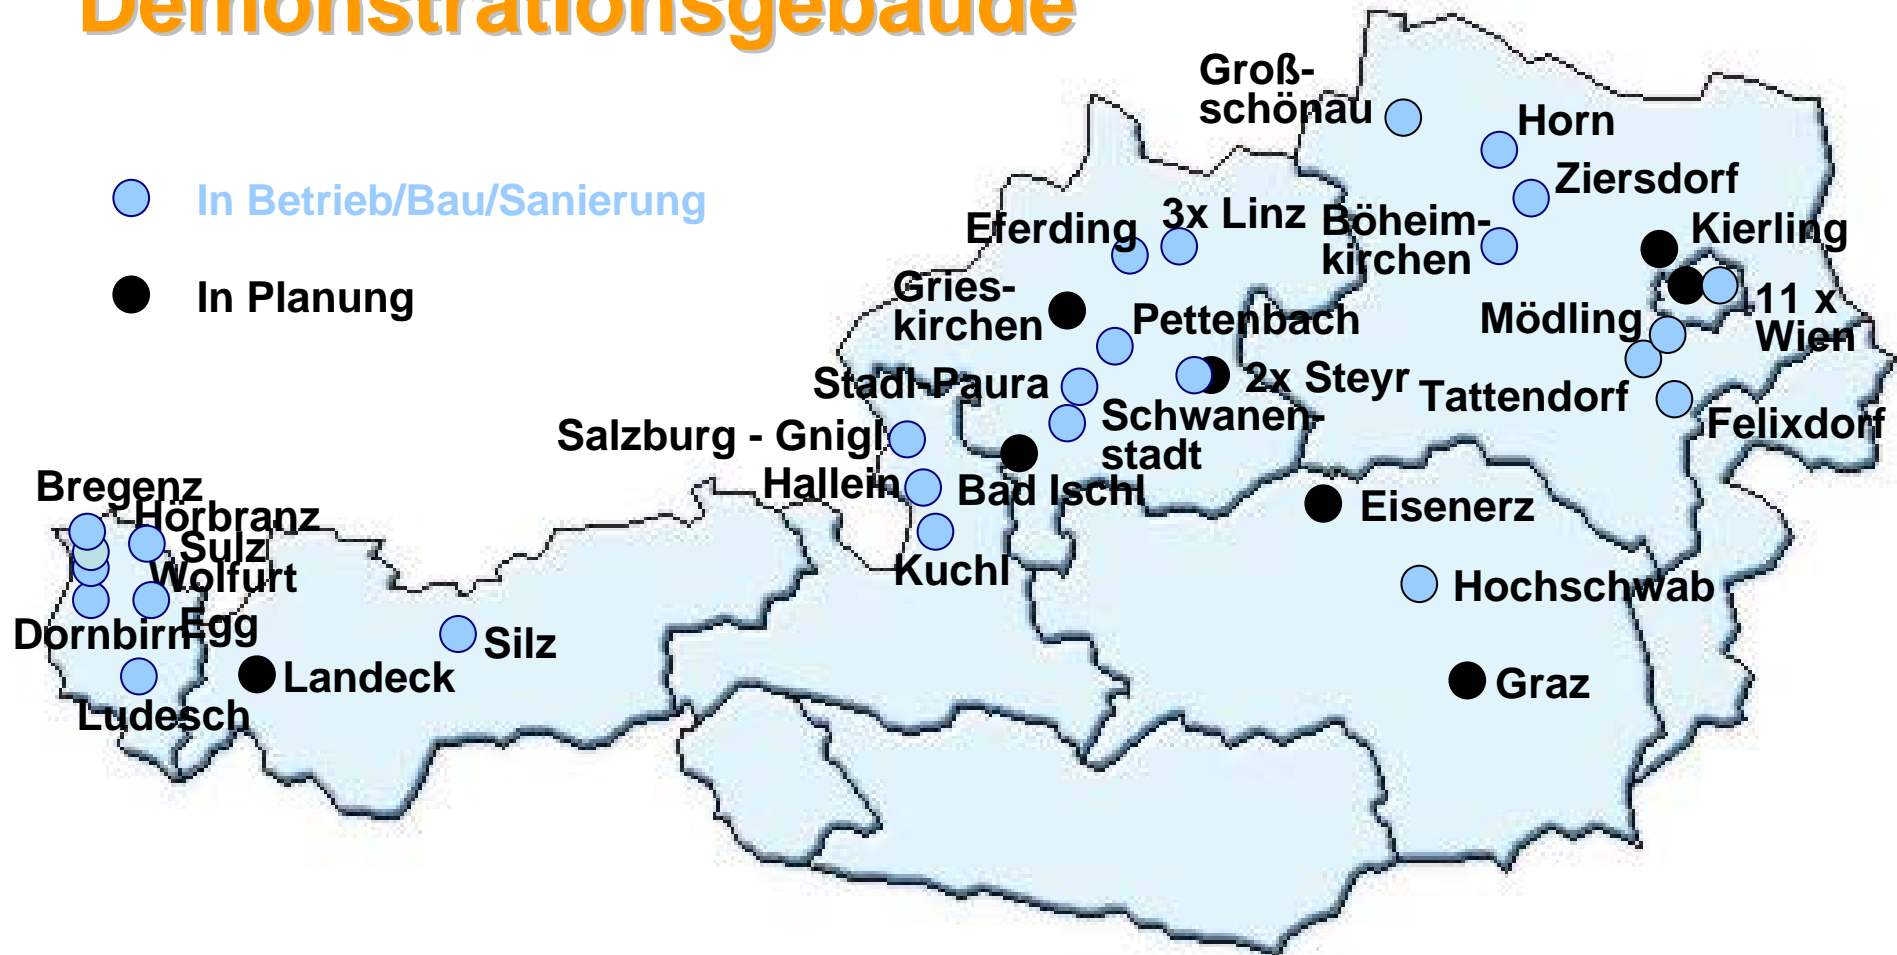 Demonstrationsgebäude
In Betrieb/Bau/Sanierung
In Planung
Groß-
schönau
Horn
Ziersdorf
Eferding
3x Linz
Böheim-
kirchen
Kierling
Gries-
kirchen
Pettenbach
Mödling
11 x
Wien
Stadl-Paura
2x Steyr
Tattendorf
Schwanen-
stadt
Felixdorf
Salzburg - Gnigl
Hallein
Bad Ischl
Eisenerz
Bregenz
Hörbranz
Sulz
Wolfurt
Kuchl
Hochschwab
Dornbirn
Egg
Silz
Landeck
Graz
Ludesch